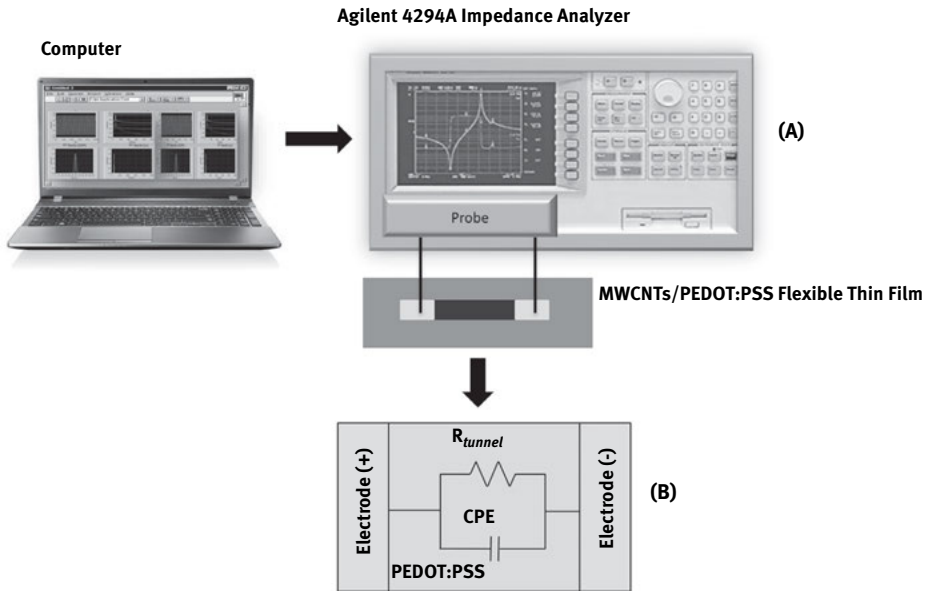 Agilent 4294A Impedance Analyzer
Computer
(A)
Probe
MWCNTs/PEDOT:PSS Flexible Thin Film
R_tunnel
Electrode (+)
Electrode (-)
(B)
CPE
PEDOT:PSS